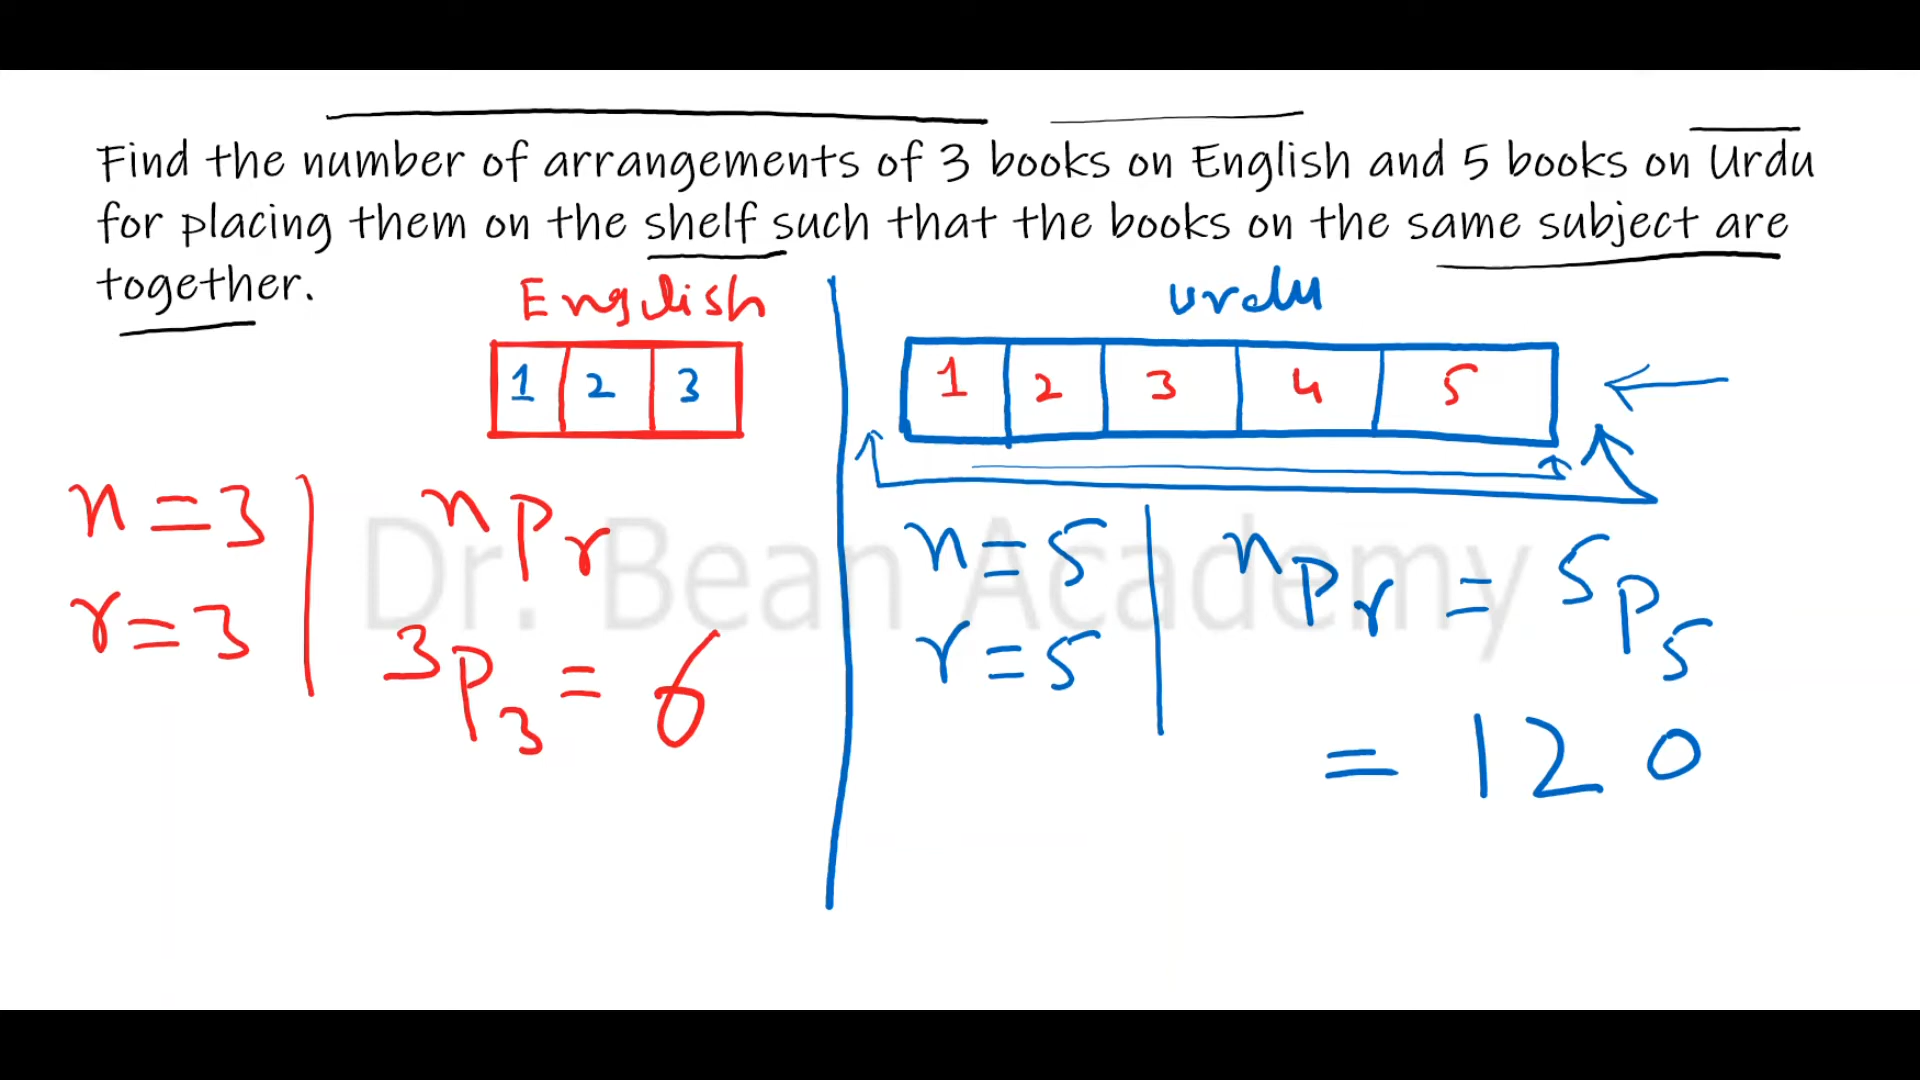 Find the number of arrangements of 3 books on English and 5 books on Urdu
for placing them on the shelf such that the books on the same subject are
together.
English
urdu
1 2 3
1 2 3 4 5
n=3
r=3
nPr
3P3 = 6
n=5
r=5
nPr = 5P5
= 120
Dr. Bean Academy